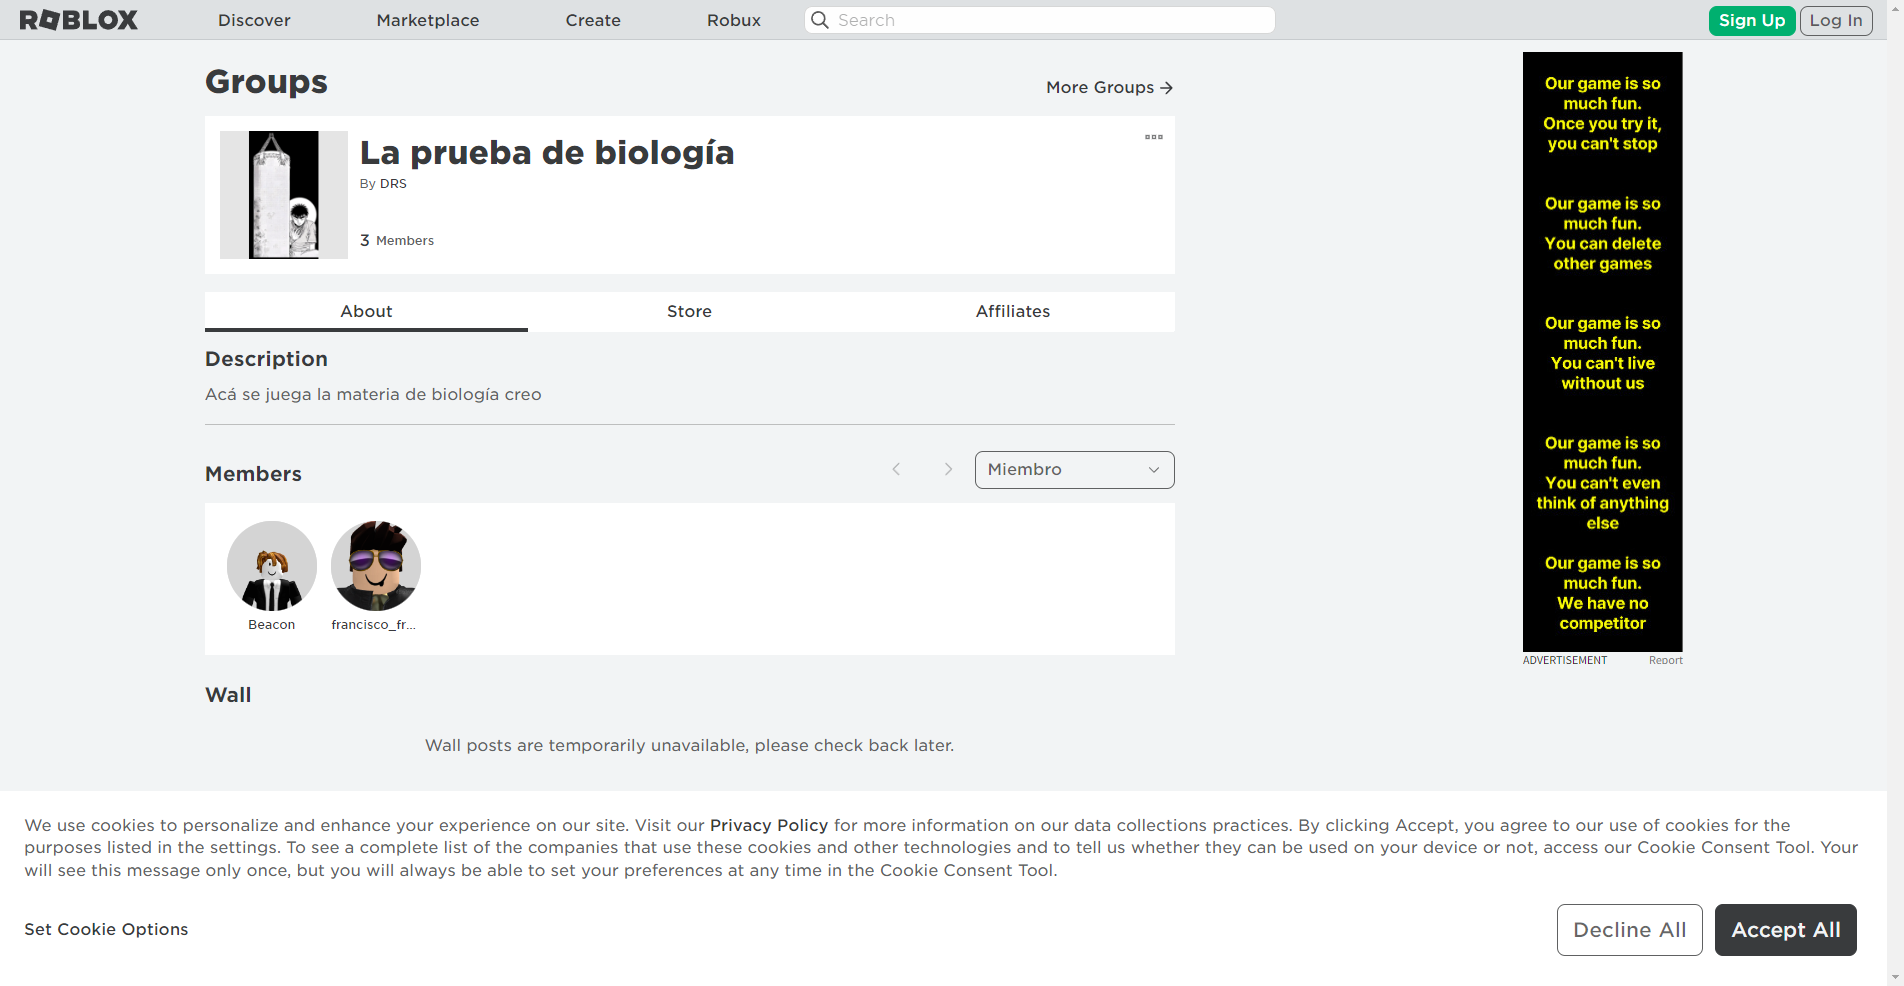 ROBLOX
Discover
Marketplace
Create
Robux
Search
Sign Up
Log In
Groups
More Groups
La prueba de biología
By DRS
3 Members
About
Store
Affiliates
Description
Acá se juega la materia de biología creo
Members
Miembro
Beacon
francisco_fr...
Wall
Wall posts are temporarily unavailable, please check back later.
Our game is so
much fun.
Once you try it,
you can't stop
Our game is so
much fun.
You can delete
other games
Our game is so
much fun.
You can't live
without us
Our game is so
much fun.
You can't even
think of anything
else
Our game is so
much fun.
We have no
competitor
ADVERTISEMENT
Report
We use cookies to personalize and enhance your experience on our site. Visit our Privacy Policy for more information on our data collections practices. By clicking Accept, you agree to our use of cookies for the
purposes listed in the settings. To see a complete list of the companies that use these cookies and other technologies and to tell us whether they can be used on your device or not, access our Cookie Consent Tool. Your
will see this message only once, but you will always be able to set your preferences at any time in the Cookie Consent Tool.
Set Cookie Options
Decline All
Accept All